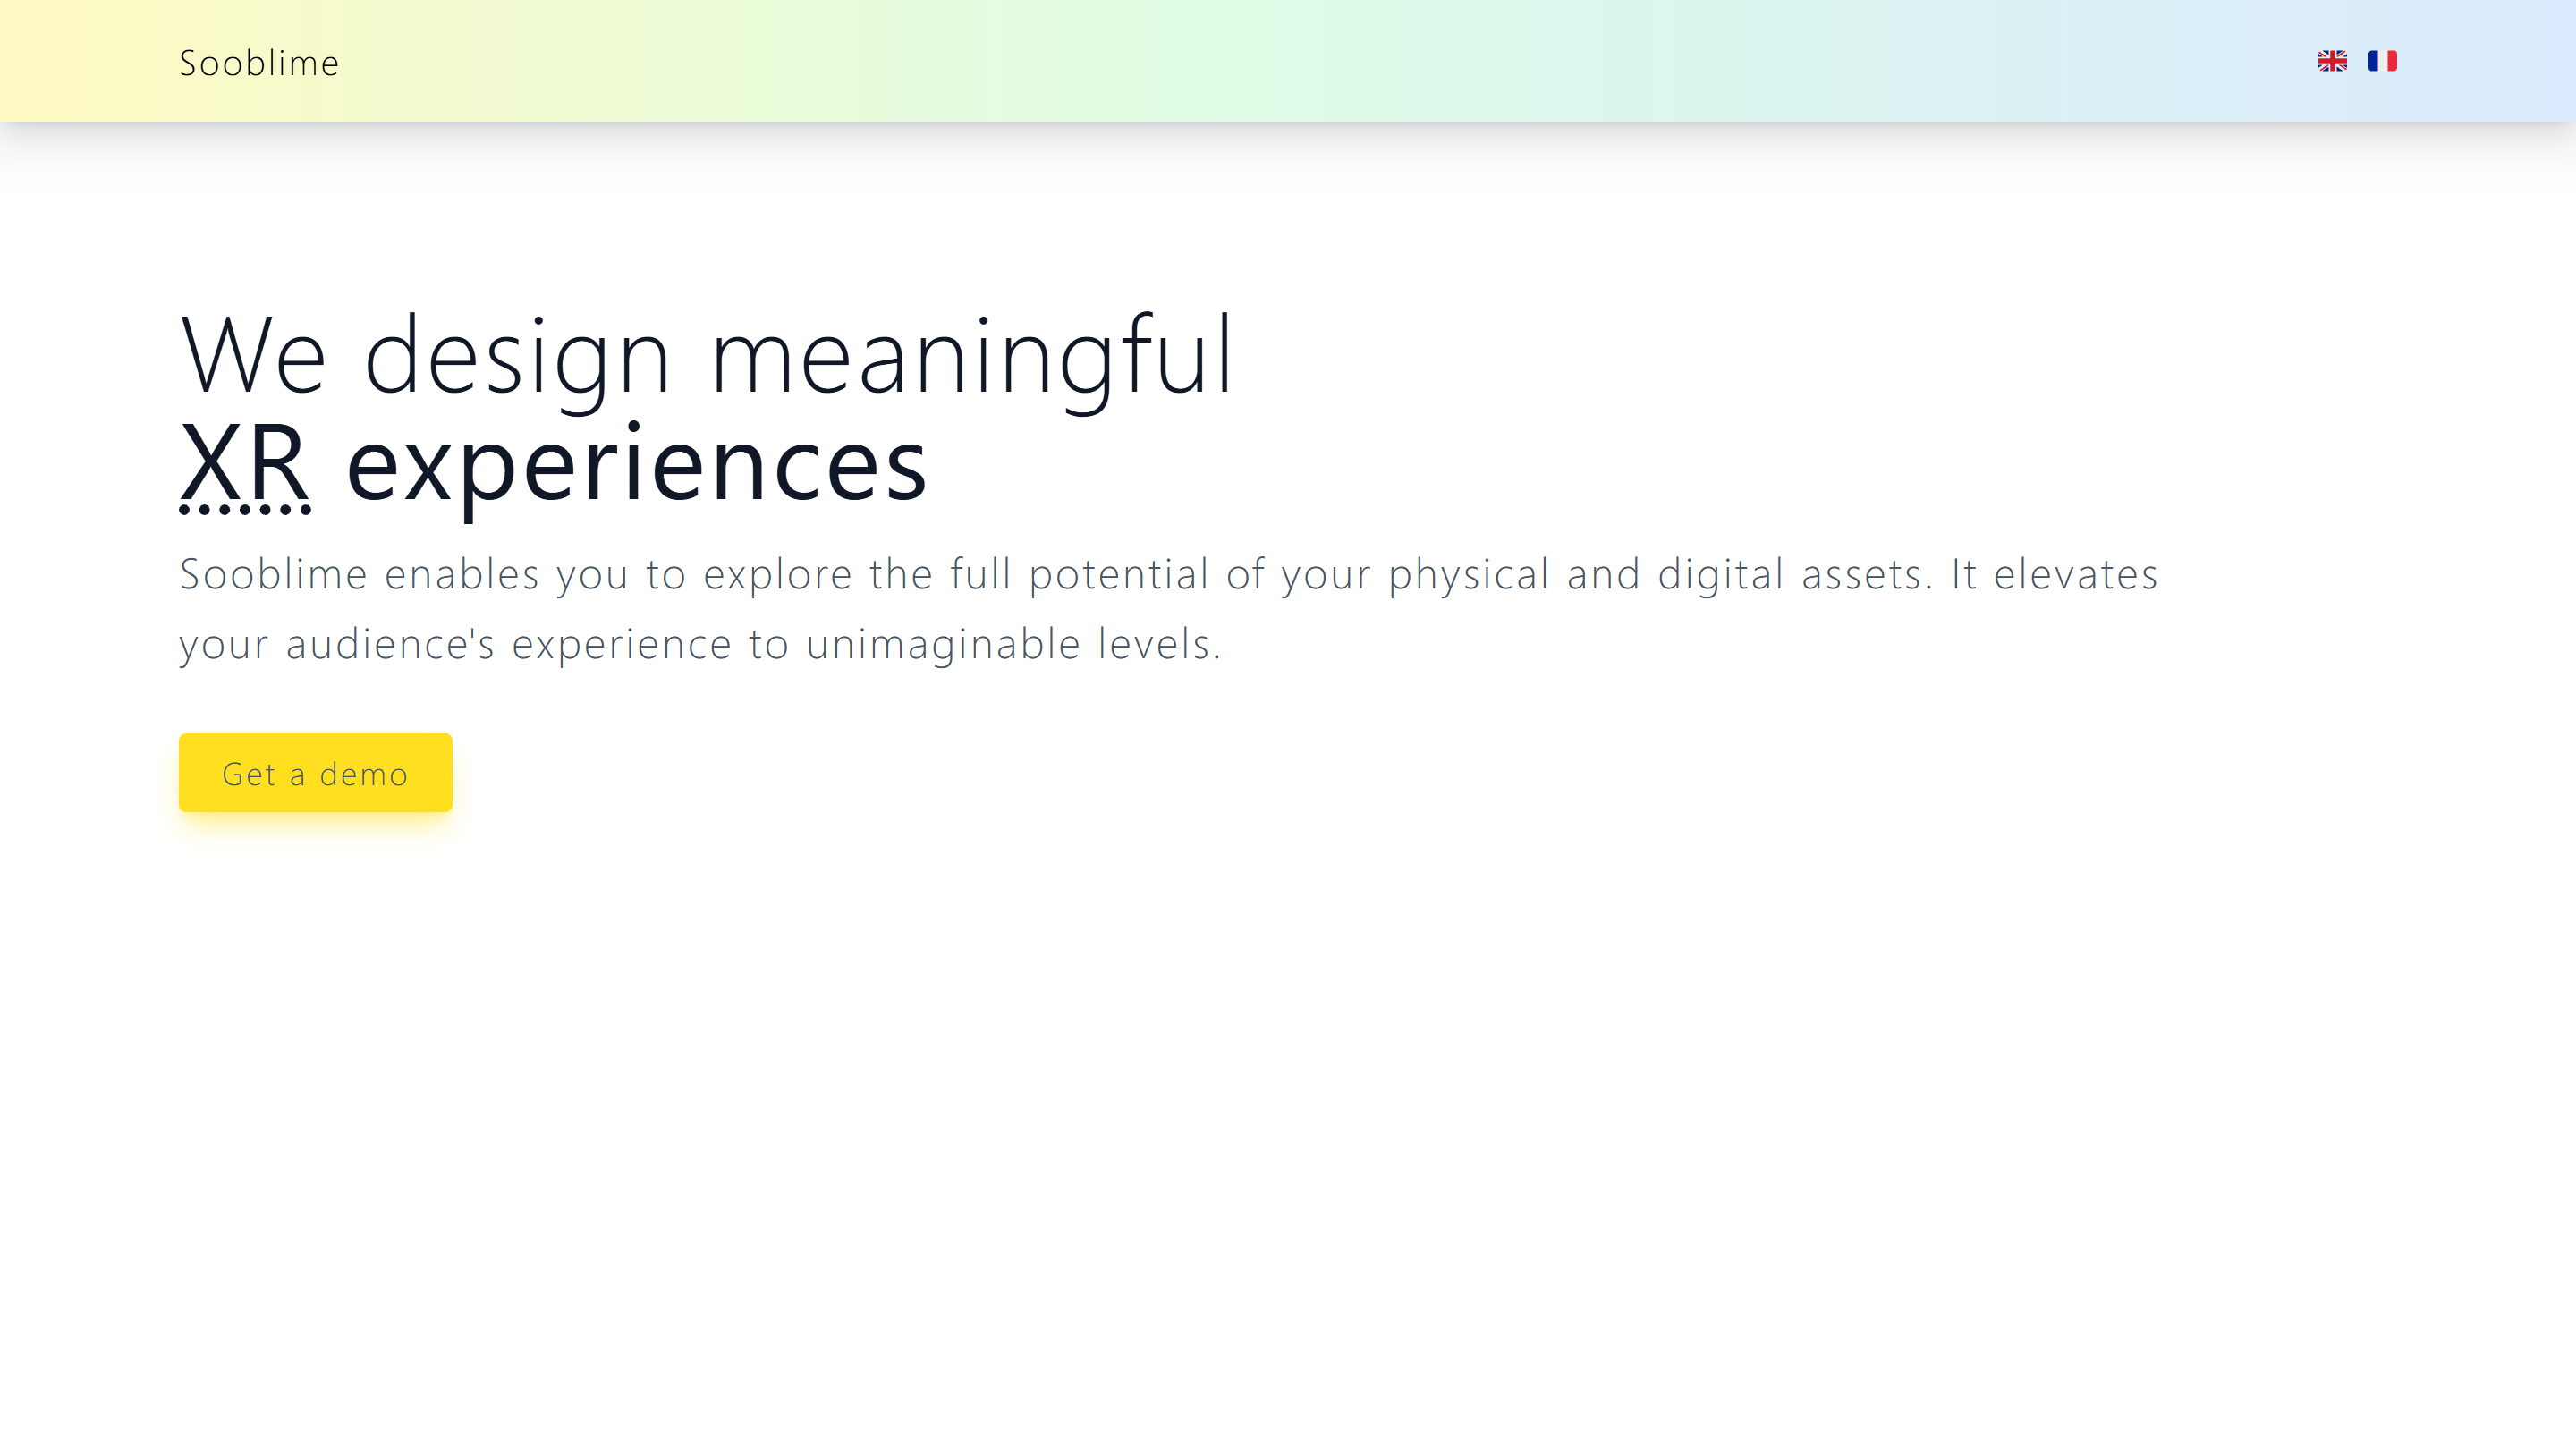 Sooblime
We design meaningful
XR experiences
Sooblime enables you to explore the full potential of your physical and digital assets. It elevates
your audience's experience to unimaginable levels.
Get a demo